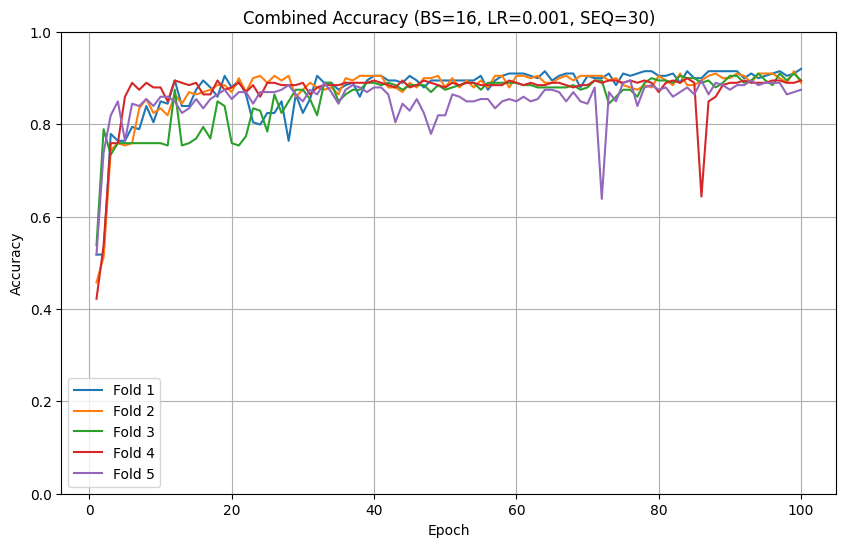 Combined Accuracy (BS=16, LR=0.001, SEQ=30)
1.0
0.8
0.6
0.4
0.2
0.0
Accuracy
Fold 1
Fold 2
Fold 3
Fold 4
Fold 5
0 20 40 60 80 100
Epoch